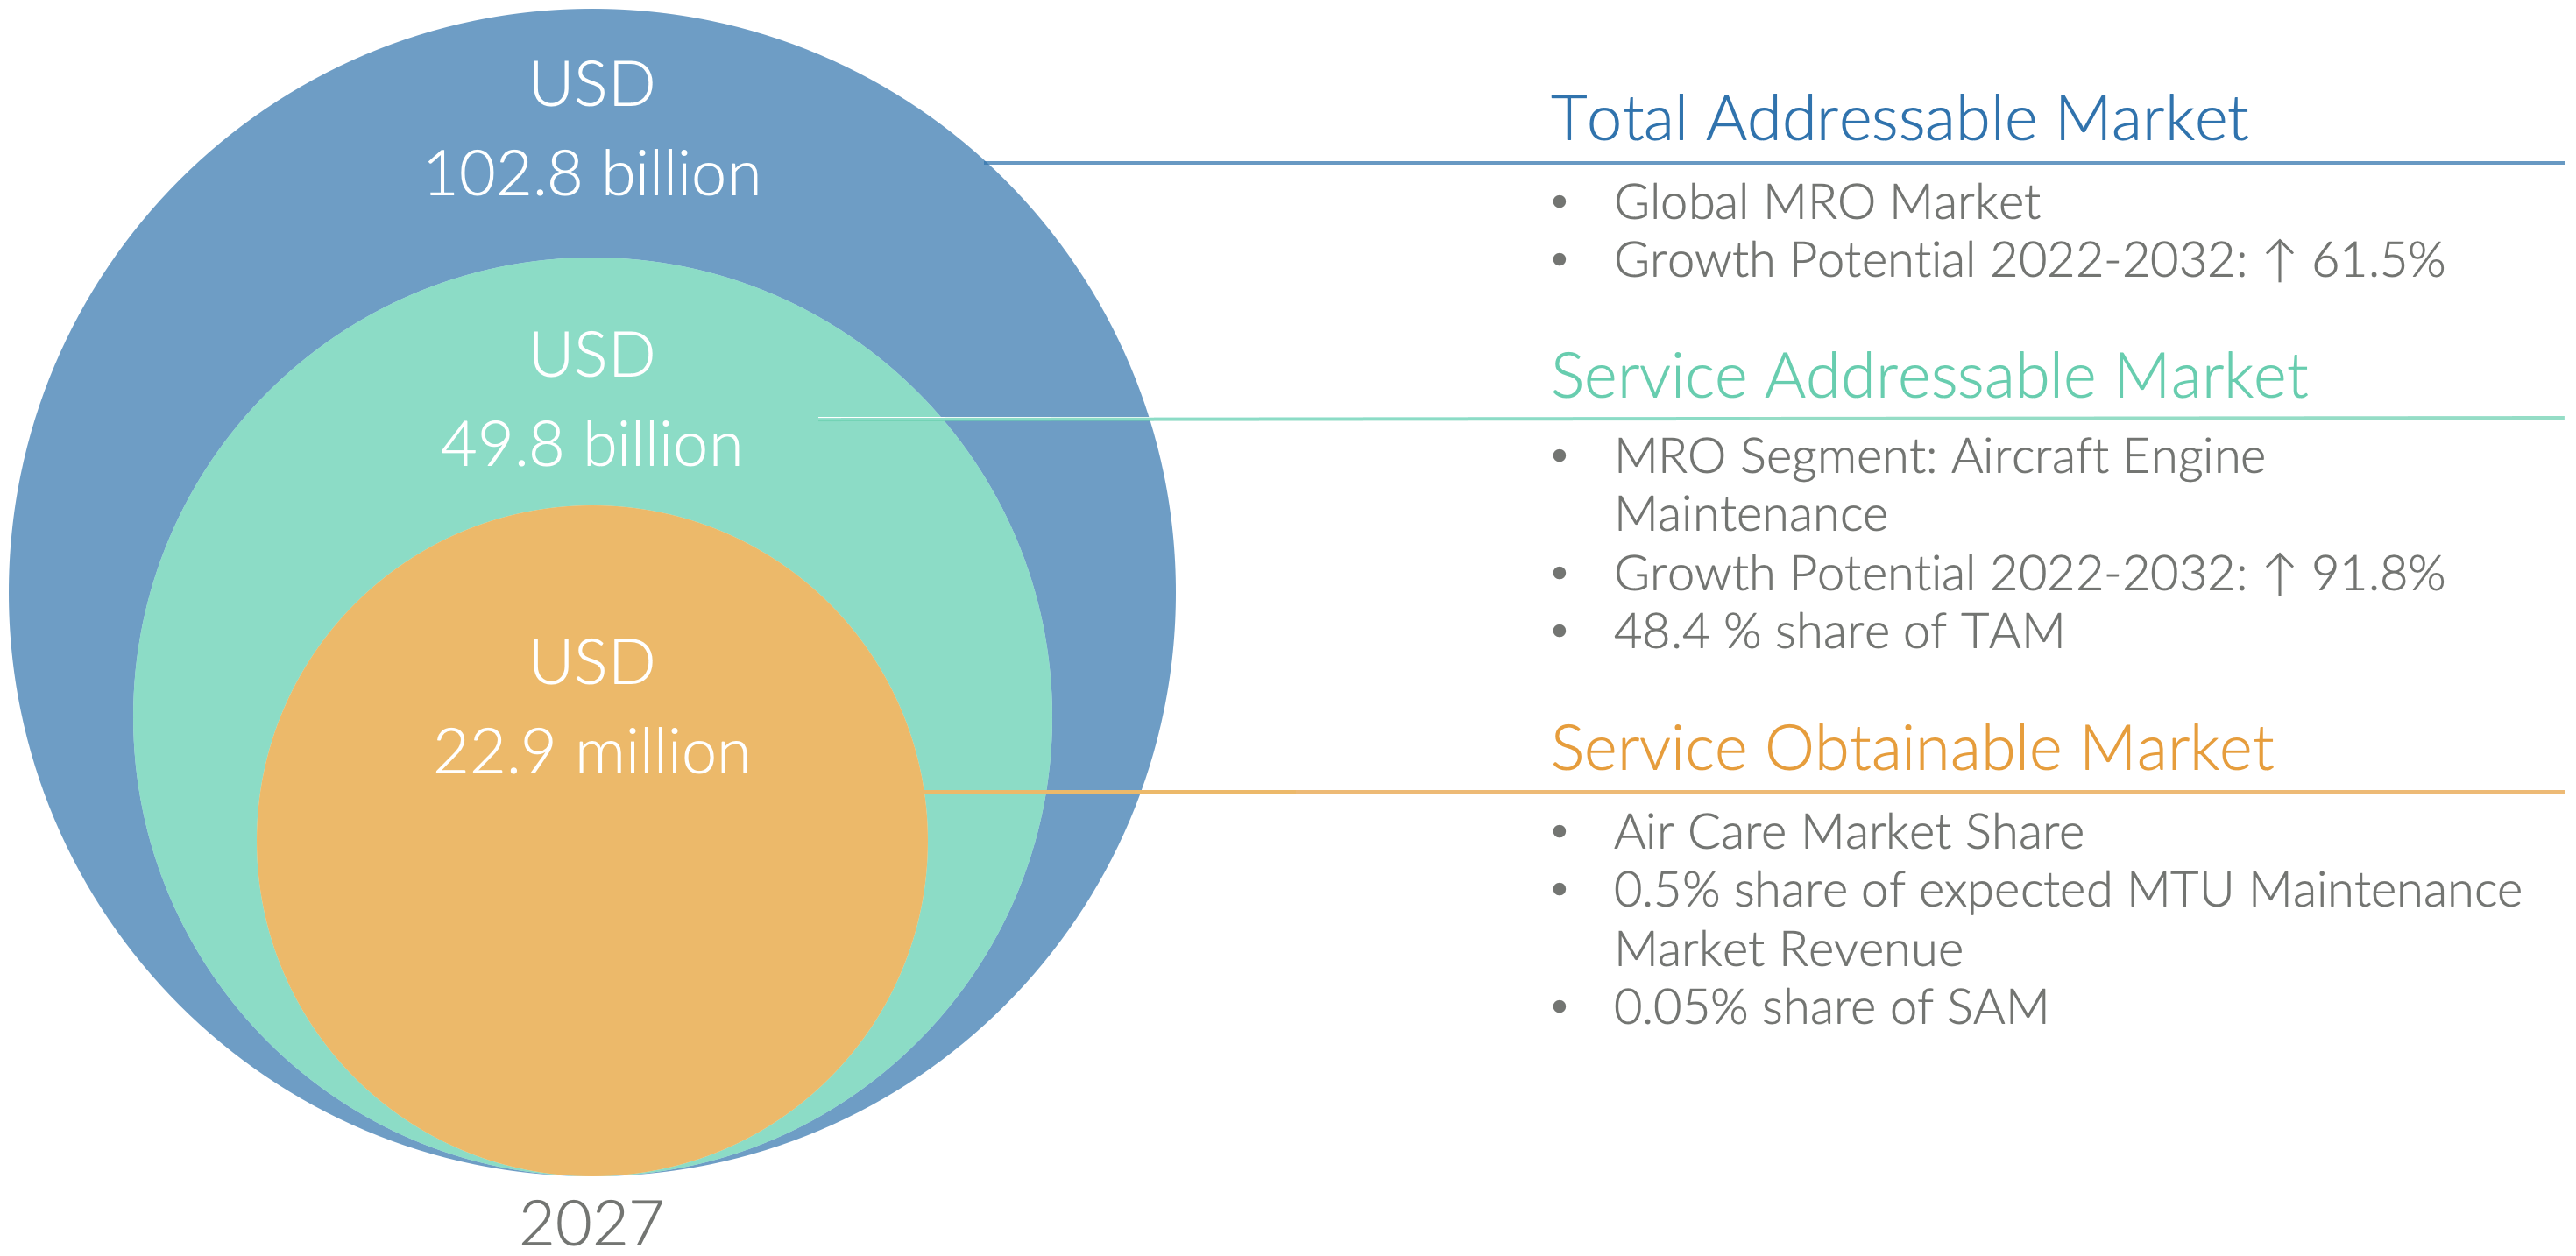 USD
102.8 billion
USD
49.8 billion
USD
22.9 million
2027
Total Addressable Market
• Global MRO Market
• Growth Potential 2022-2032: ↑ 61.5%
Service Addressable Market
• MRO Segment: Aircraft Engine
Maintenance
• Growth Potential 2022-2032: ↑ 91.8%
• 48.4 % share of TAM
Service Obtainable Market
• Air Care Market Share
• 0.5% share of expected MTU Maintenance
Market Revenue
• 0.05% share of SAM